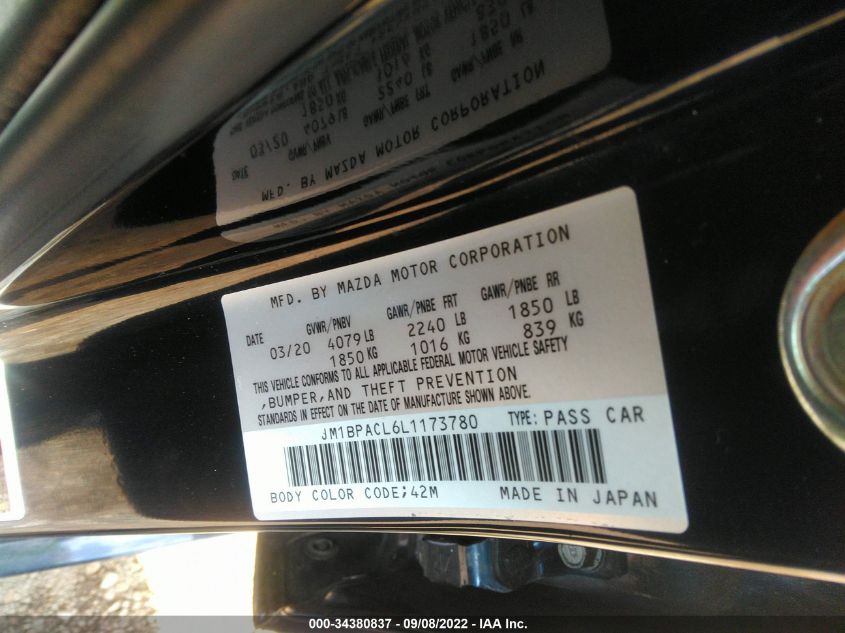 MFD. BY MAZDA MOTOR CORPORATION
DATE GVWR/PNBV GAWR/PNBE FRT GAWR/PNBE RR
03/20 4079 LB 2240 LB 1850 LB
1850 KG 1016 KG 839 KG
THIS VEHICLE CONFORMS TO ALL APPLICABLE FEDERAL MOTOR VEHICLE SAFETY
,BUMPER,AND THEFT PREVENTION
STANDARDS IN EFFECT ON THE DATE OF MANUFACTURE SHOWN ABOVE.
JM1BPACL6L1173780 TYPE: PASS CAR
BODY COLOR CODE;42M MADE IN JAPAN
000-34380837 - 09/08/2022 - IAA Inc.